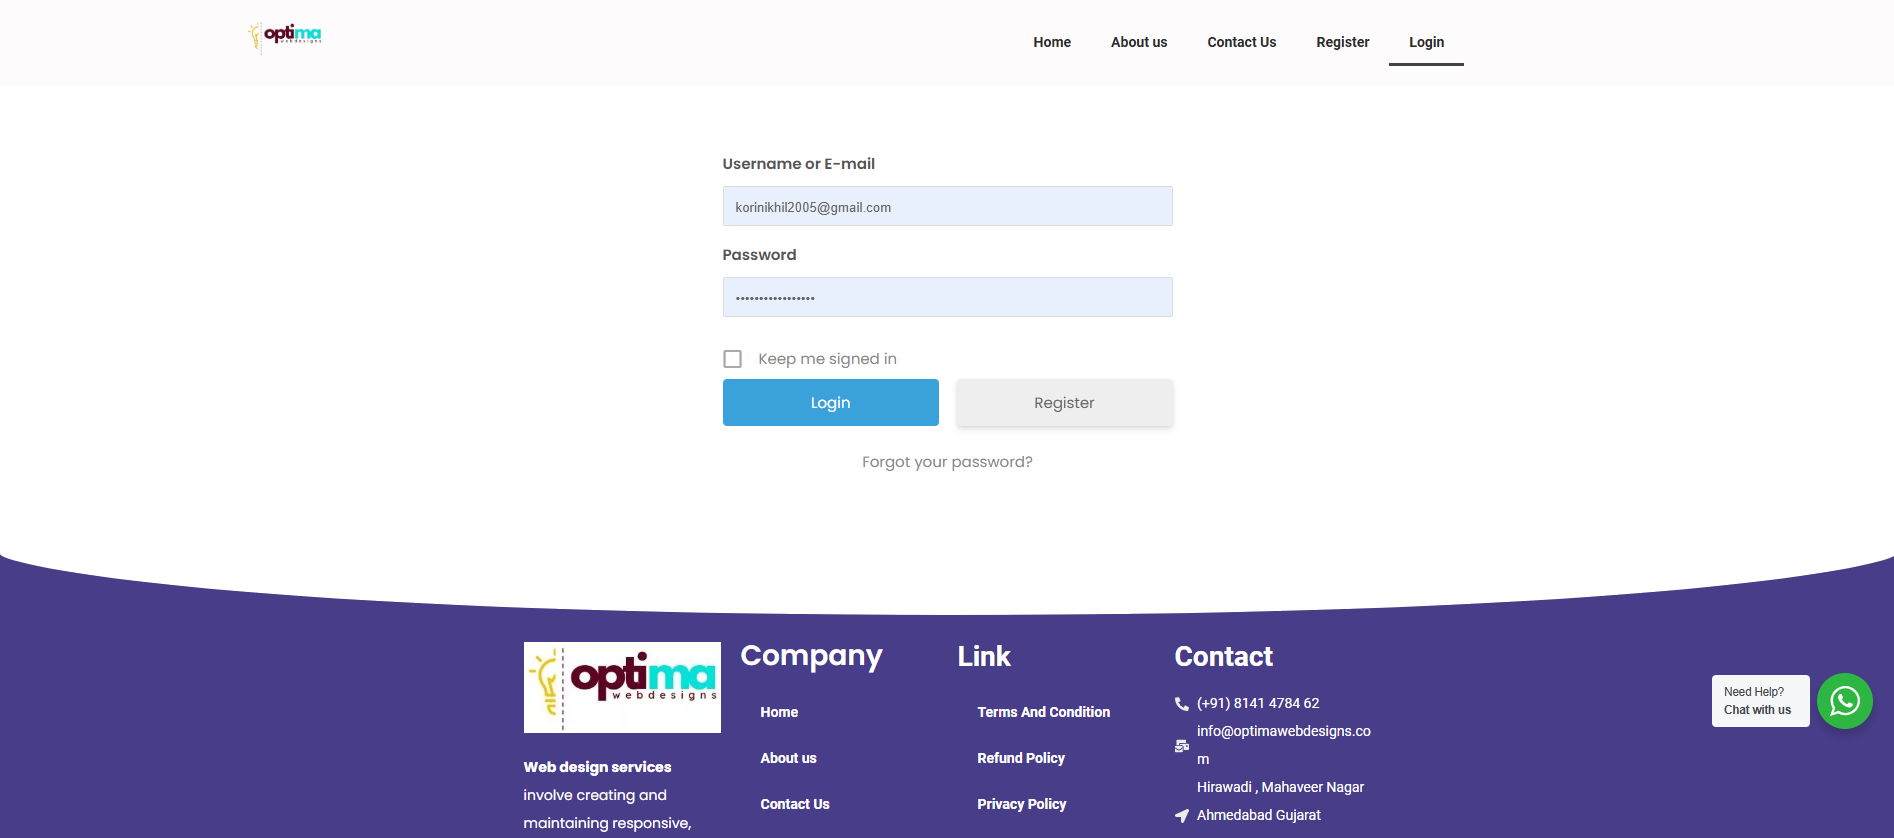 optima
webdesigns
Home
About us
Contact Us
Register
Login
Username or E-mail
korinikhil2005@gmail.com
Password
•••••••••••••••••
Keep me signed in
Login
Register
Forgot your password?
optima
webdesigns
Web design services
involve creating and
maintaining responsive,
Company
Home
About us
Contact Us
Link
Terms And Condition
Refund Policy
Privacy Policy
Contact
(+91) 8141 4784 62
info@optimawebdesigns.co
m
Hirawadi , Mahaveer Nagar
Ahmedabad Gujarat
Need Help?
Chat with us